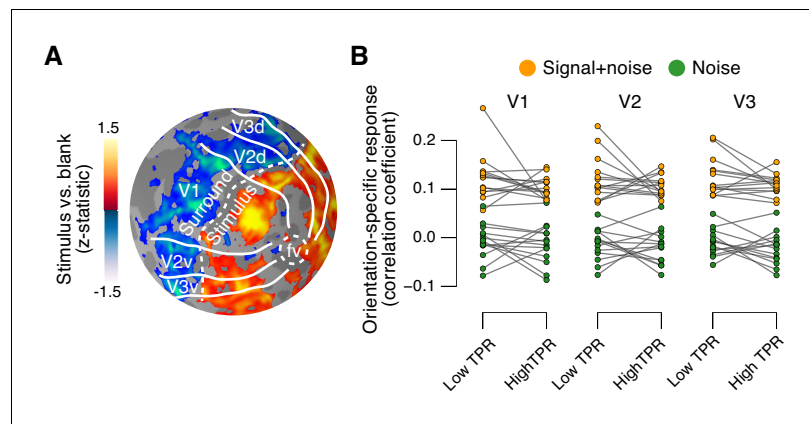 A
Stimulus vs. blank
(z-statistic)
1.5
-1.5
V3d
V2d
V1
Surround
Stimulus
fv
V2v
V3v
B
Signal+noise
Noise
V1
V2
V3
Orientation-specific response
(correlation coefficient)
0.2
0.1
0.0
-0.1
Low TPR
HighTPR
Low TPR
HighTPR
Low TPR
High TPR